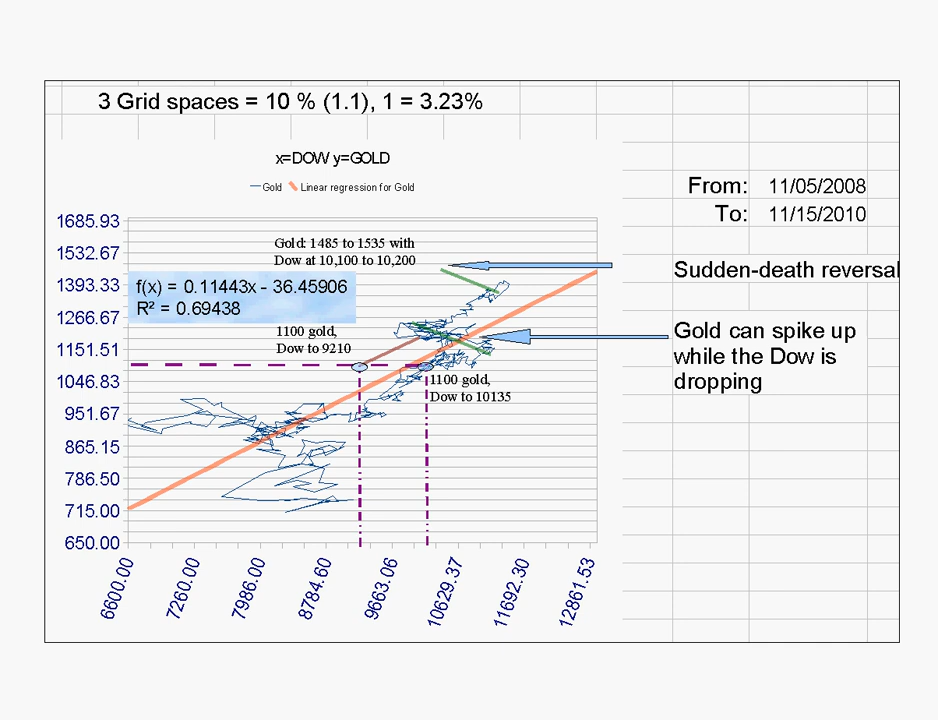 3 Grid spaces = 10 % (1.1), 1 = 3.23%
x=DOW y=GOLD
Gold
Linear regression for Gold
From: 11/05/2008
To: 11/15/2010
1685.93
1532.67
1393.33
1266.67
1151.51
1046.83
951.67
865.15
786.50
715.00
650.00
Gold: 1485 to 1535 with
Dow at 10,100 to 10,200
f(x) = 0.11443x - 36.45906
R² = 0.69438
1100 gold,
Dow to 9210
1100 gold,
Dow to 10135
Sudden-death reversal
Gold can spike up
while the Dow is
dropping
6600.00
7260.00
7986.00
8784.60
9663.06
10629.37
11692.30
12861.53